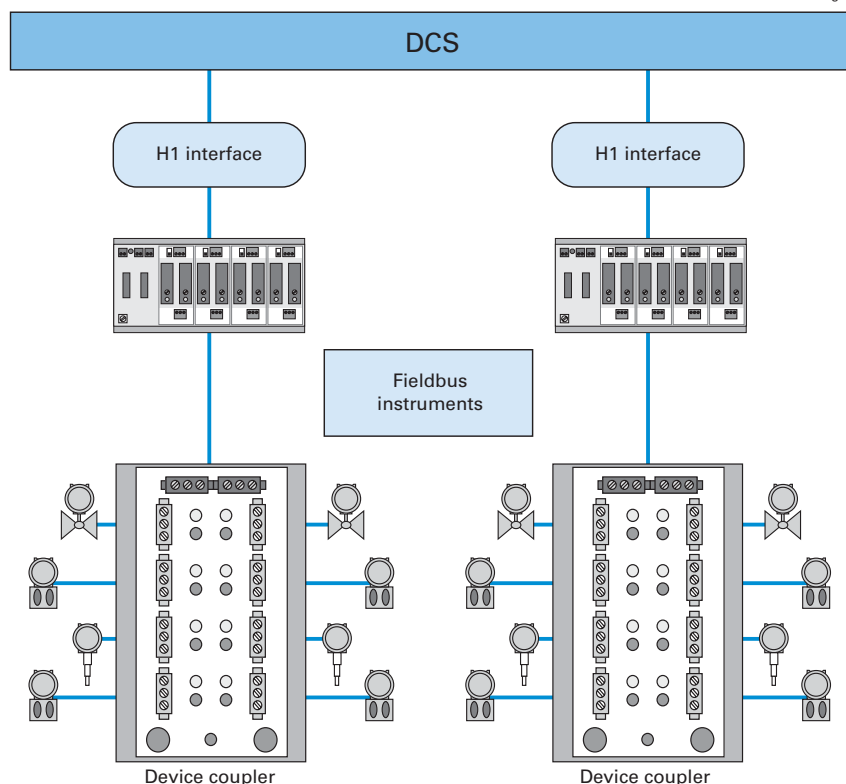 DCS
H1 interface
H1 interface
Fieldbus
instruments
Device coupler
Device coupler